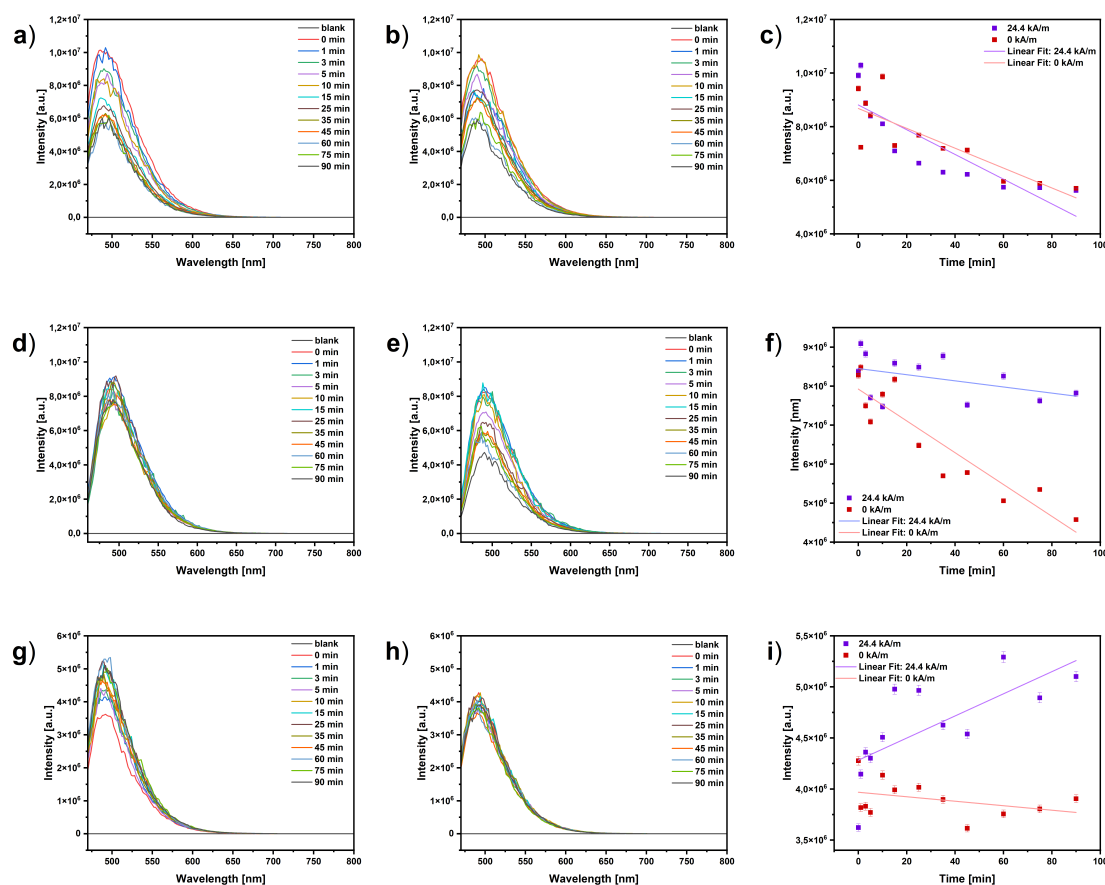 a)
Intensity [a.u.]
1,2×10⁷
1,0×10⁷
8,0×10⁶
6,0×10⁶
4,0×10⁶
2,0×10⁶
0,0
500 550 600 650 700 750 800
Wavelength [nm]
blank
0 min
1 min
3 min
5 min
10 min
15 min
25 min
35 min
45 min
60 min
75 min
90 min
b)
Intensity [a.u.]
1,2×10⁷
1,0×10⁷
8,0×10⁶
6,0×10⁶
4,0×10⁶
2,0×10⁶
0,0
500 550 600 650 700 750 800
Wavelength [nm]
blank
0 min
1 min
3 min
5 min
10 min
15 min
25 min
35 min
45 min
60 min
75 min
90 min
c)
Intensity [a.u.]
1,2×10⁷
1,0×10⁷
8,0×10⁶
6,0×10⁶
4,0×10⁶
0 20 40 60 80 100
Time [min]
24.4 kA/m
0 kA/m
Linear Fit: 24.4 kA/m
Linear Fit: 0 kA/m
d)
Intensity [a.u.]
1,2×10⁷
1,0×10⁷
8,0×10⁶
6,0×10⁶
4,0×10⁶
2,0×10⁶
0,0
500 550 600 650 700 750 800
Wavelength [nm]
blank
0 min
1 min
3 min
5 min
10 min
15 min
25 min
35 min
45 min
60 min
75 min
90 min
e)
Intensity [a.u.]
1,2×10⁷
1,0×10⁷
8,0×10⁶
6,0×10⁶
4,0×10⁶
2,0×10⁶
0,0
500 550 600 650 700 750 800
Wavelength [nm]
blank
0 min
1 min
3 min
5 min
10 min
15 min
25 min
35 min
45 min
60 min
75 min
90 min
f)
Intensity [nm]
9×10⁶
8×10⁶
7×10⁶
6×10⁶
5×10⁶
4×10⁶
0 20 40 60 80 100
Time [min]
24.4 kA/m
0 kA/m
Linear Fit: 24.4 kA/m
Linear Fit: 0 kA/m
g)
Intensity [a.u.]
6×10⁶
5×10⁶
4×10⁶
3×10⁶
2×10⁶
1×10⁶
0
500 550 600 650 700 750 800
Wavelength [nm]
blank
0 min
1 min
3 min
5 min
10 min
15 min
25 min
35 min
45 min
60 min
75 min
90 min
h)
Intensity [a.u.]
6×10⁶
5×10⁶
4×10⁶
3×10⁶
2×10⁶
1×10⁶
0
500 550 600 650 700 750 800
Wavelength [nm]
blank
0 min
1 min
3 min
5 min
10 min
15 min
25 min
35 min
45 min
60 min
75 min
90 min
i)
Intensity [a.u.]
5,5×10⁶
5,0×10⁶
4,5×10⁶
4,0×10⁶
3,5×10⁶
0 20 40 60 80 100
Time [min]
24.4 kA/m
0 kA/m
Linear Fit: 24.4 kA/m
Linear Fit: 0 kA/m